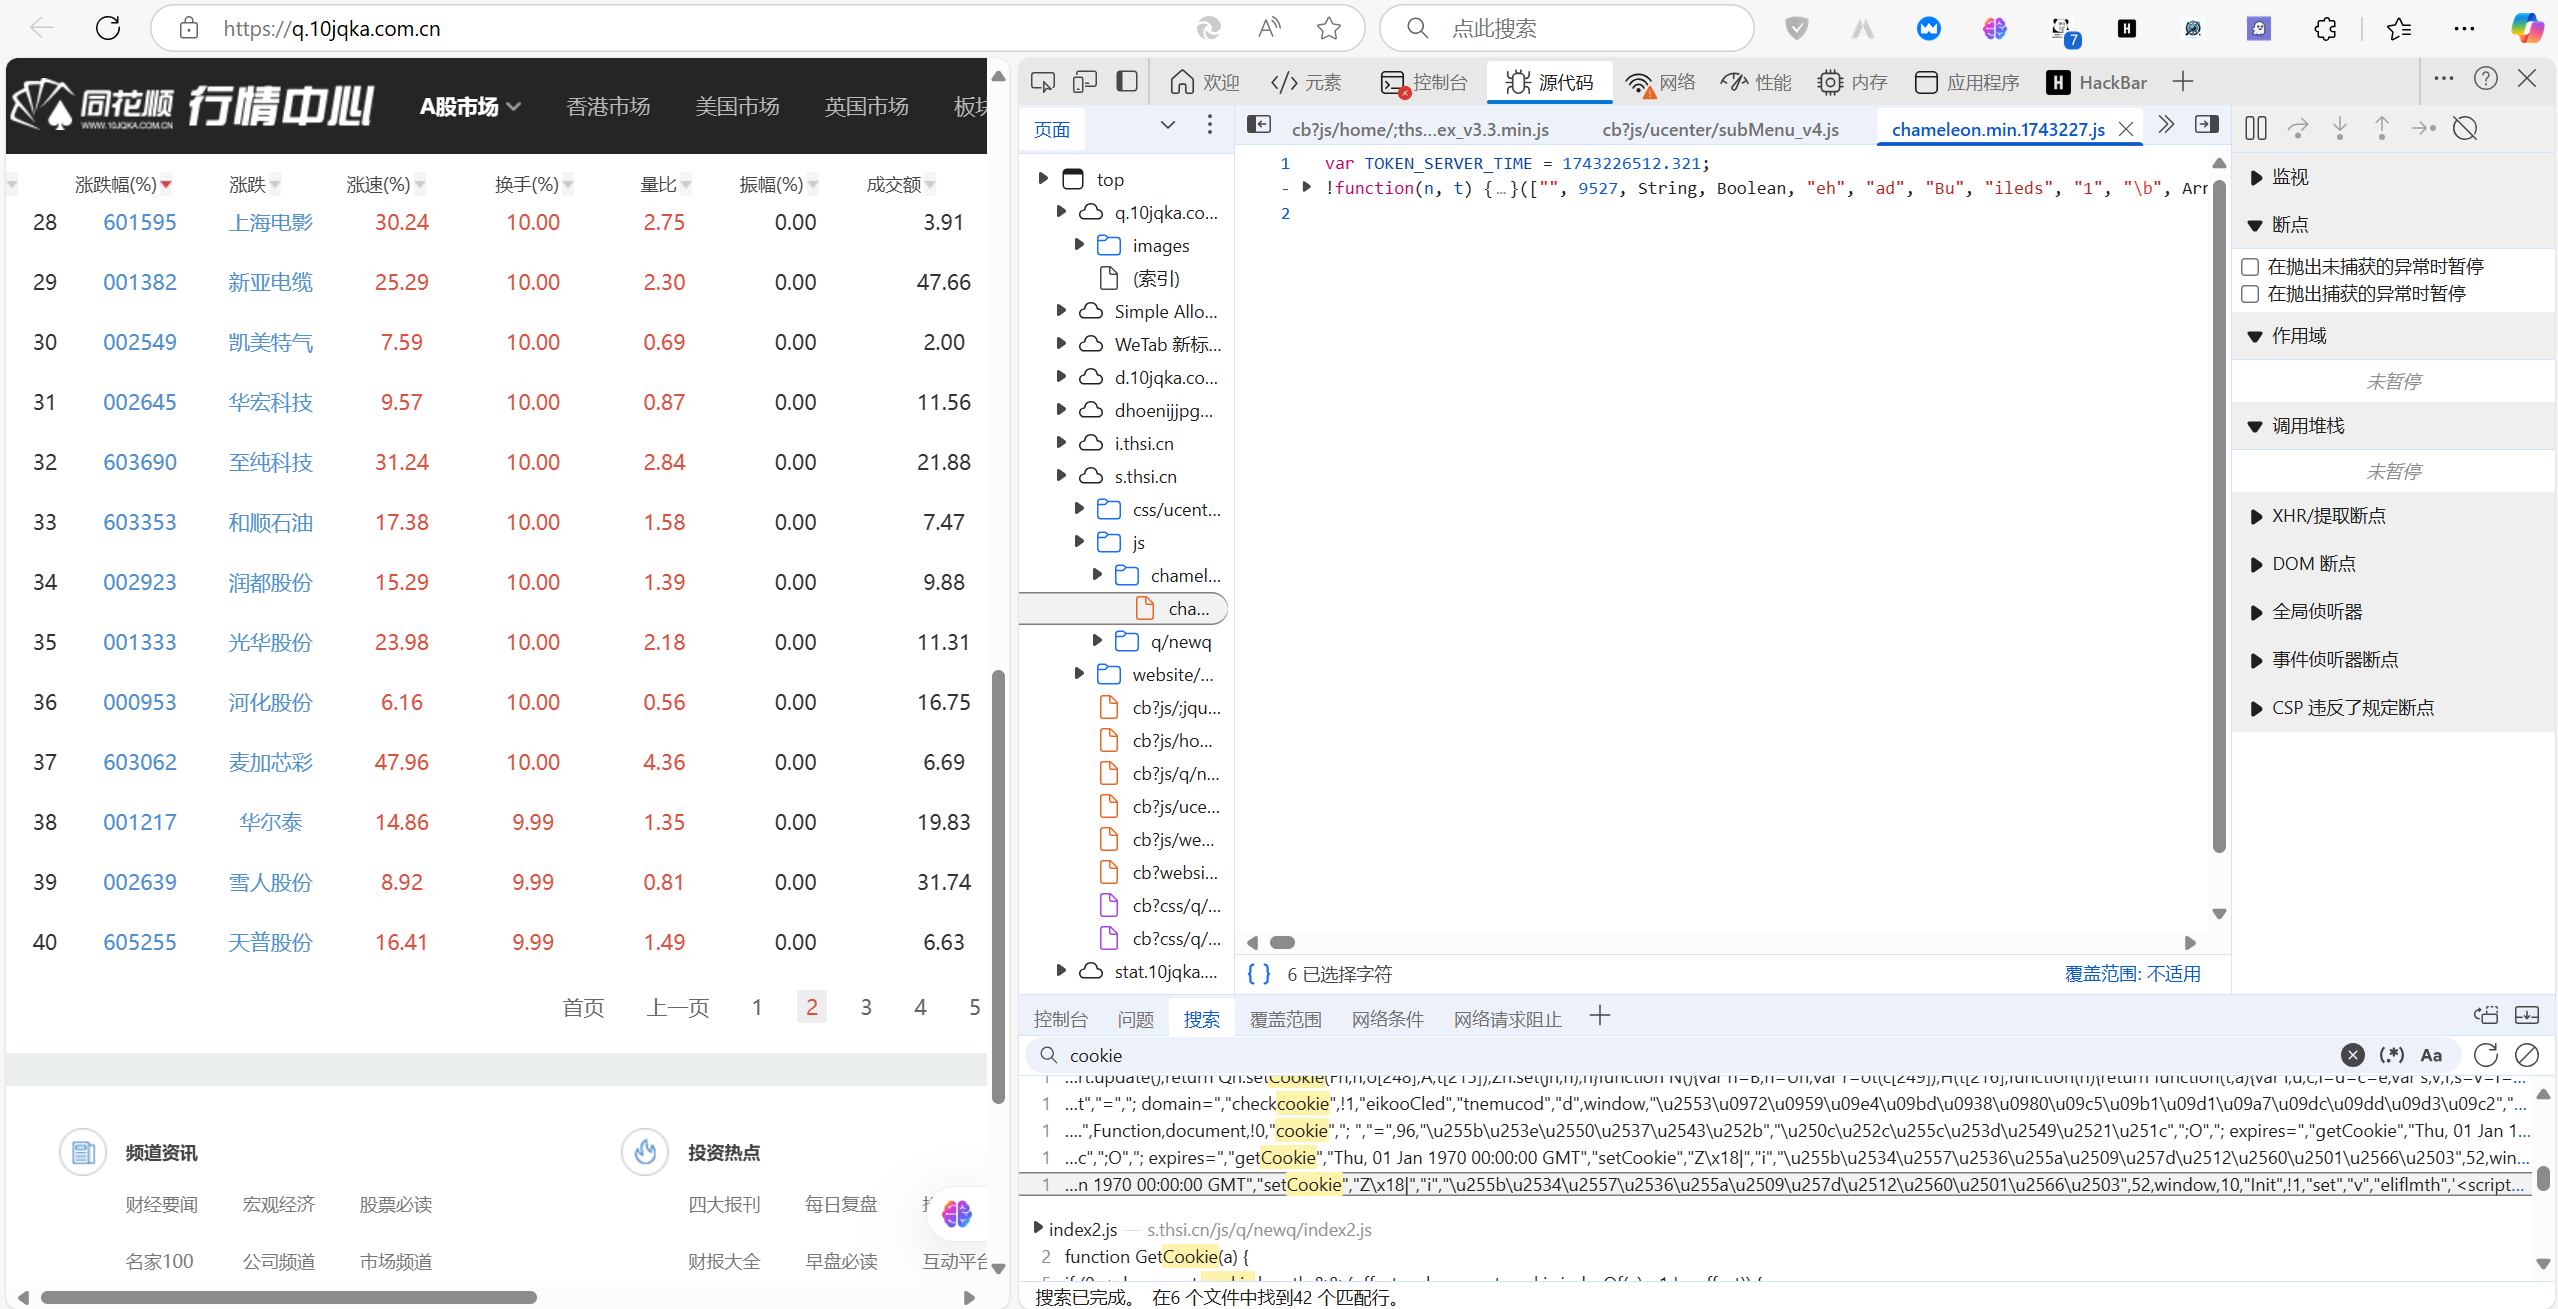 https://q.10jqka.com.cn
点此搜索
7
同花顺 行情中心
WWW.10JQKA.COM.CN
A股市场 香港市场 美国市场 英国市场 板块
涨跌幅(%) 涨跌 涨速(%) 换手(%) 量比 振幅(%) 成交额
28 601595 上海电影 30.24 10.00 2.75 0.00 3.91
29 001382 新亚电缆 25.29 10.00 2.30 0.00 47.66
30 002549 凯美特气 7.59 10.00 0.69 0.00 2.00
31 002645 华宏科技 9.57 10.00 0.87 0.00 11.56
32 603690 至纯科技 31.24 10.00 2.84 0.00 21.88
33 603353 和顺石油 17.38 10.00 1.58 0.00 7.47
34 002923 润都股份 15.29 10.00 1.39 0.00 9.88
35 001333 光华股份 23.98 10.00 2.18 0.00 11.31
36 000953 河化股份 6.16 10.00 0.56 0.00 16.75
37 603062 麦加芯彩 47.96 10.00 4.36 0.00 6.69
38 001217 华尔泰 14.86 9.99 1.35 0.00 19.83
39 002639 雪人股份 8.92 9.99 0.81 0.00 31.74
40 605255 天普股份 16.41 9.99 1.49 0.00 6.63
首页 上一页 1 2 3 4 5
频道资讯
财经要闻 宏观经济 股票必读
名家100 公司频道 市场频道
投资热点
四大报刊 每日复盘
财报大全 早盘必读 互动平台
欢迎 元素 控制台 源代码 网络 性能 内存 应用程序 HackBar
页面
top
q.10jqka.co...
images
(索引)
Simple Allo...
WeTab 新标...
d.10jqka.co...
dhoenijjpg...
i.thsi.cn
s.thsi.cn
css/ucent...
js
chamel...
cha...
q/newq
website/...
cb?js/;jqu...
cb?js/ho...
cb?js/q/n...
cb?js/uce...
cb?js/we...
cb?websi...
cb?css/q/...
cb?css/q/...
stat.10jqka....
cb?js/home/;ths...ex_v3.3.min.js cb?js/ucenter/subMenu_v4.js chameleon.min.1743227.js
1 var TOKEN_SERVER_TIME = 1743226512.321;
- !function(n, t) {…}(["", 9527, String, Boolean, "eh", "ad", "Bu", "ileds", "1", "\b", Arr
2
{ } 6 已选择字符 覆盖范围: 不适用
监视
断点
在抛出未捕获的异常时暂停
在抛出捕获的异常时暂停
作用域
未暂停
调用堆栈
未暂停
XHR/提取断点
DOM 断点
全局侦听器
事件侦听器断点
CSP 违反了规定断点
控制台 问题 搜索 覆盖范围 网络条件 网络请求阻止
cookie (.*) Aa
1 ...t","=","; domain=","checkcookie",!1,"eikooCled","tnemucod","d",window,"\u2553\u0972\u0959\u09e4\u09bd\u0938\u0980\u09c5\u09b1\u09d1\u09a7\u09dc\u09dd\u09d3\u09c2","...
1 ....",Function,document,!0,"cookie","; ","=",96,"\u255b\u253e\u2550\u2537\u2543\u252b","\u250c\u252c\u255c\u253d\u2549\u2521\u251c",";O","; expires=","getCookie","Thu, 01 Jan 1...
1 ...c",";O","; expires=","getCookie","Thu, 01 Jan 1970 00:00:00 GMT","setCookie","Z\x18|","i","\u255b\u2534\u2557\u2536\u255a\u2509\u257d\u2512\u2560\u2501\u2566\u2503",52,win...
1 ...n 1970 00:00:00 GMT","setCookie","Z\x18|","i","\u255b\u2534\u2557\u2536\u255a\u2509\u257d\u2512\u2560\u2501\u2566\u2503",52,window,10,"Init",!1,"set","v","eliflmth",'<script...
index2.js — s.thsi.cn/js/q/newq/index2.js
2 function GetCookie(a) {
搜索已完成。 在6 个文件中找到42 个匹配行。